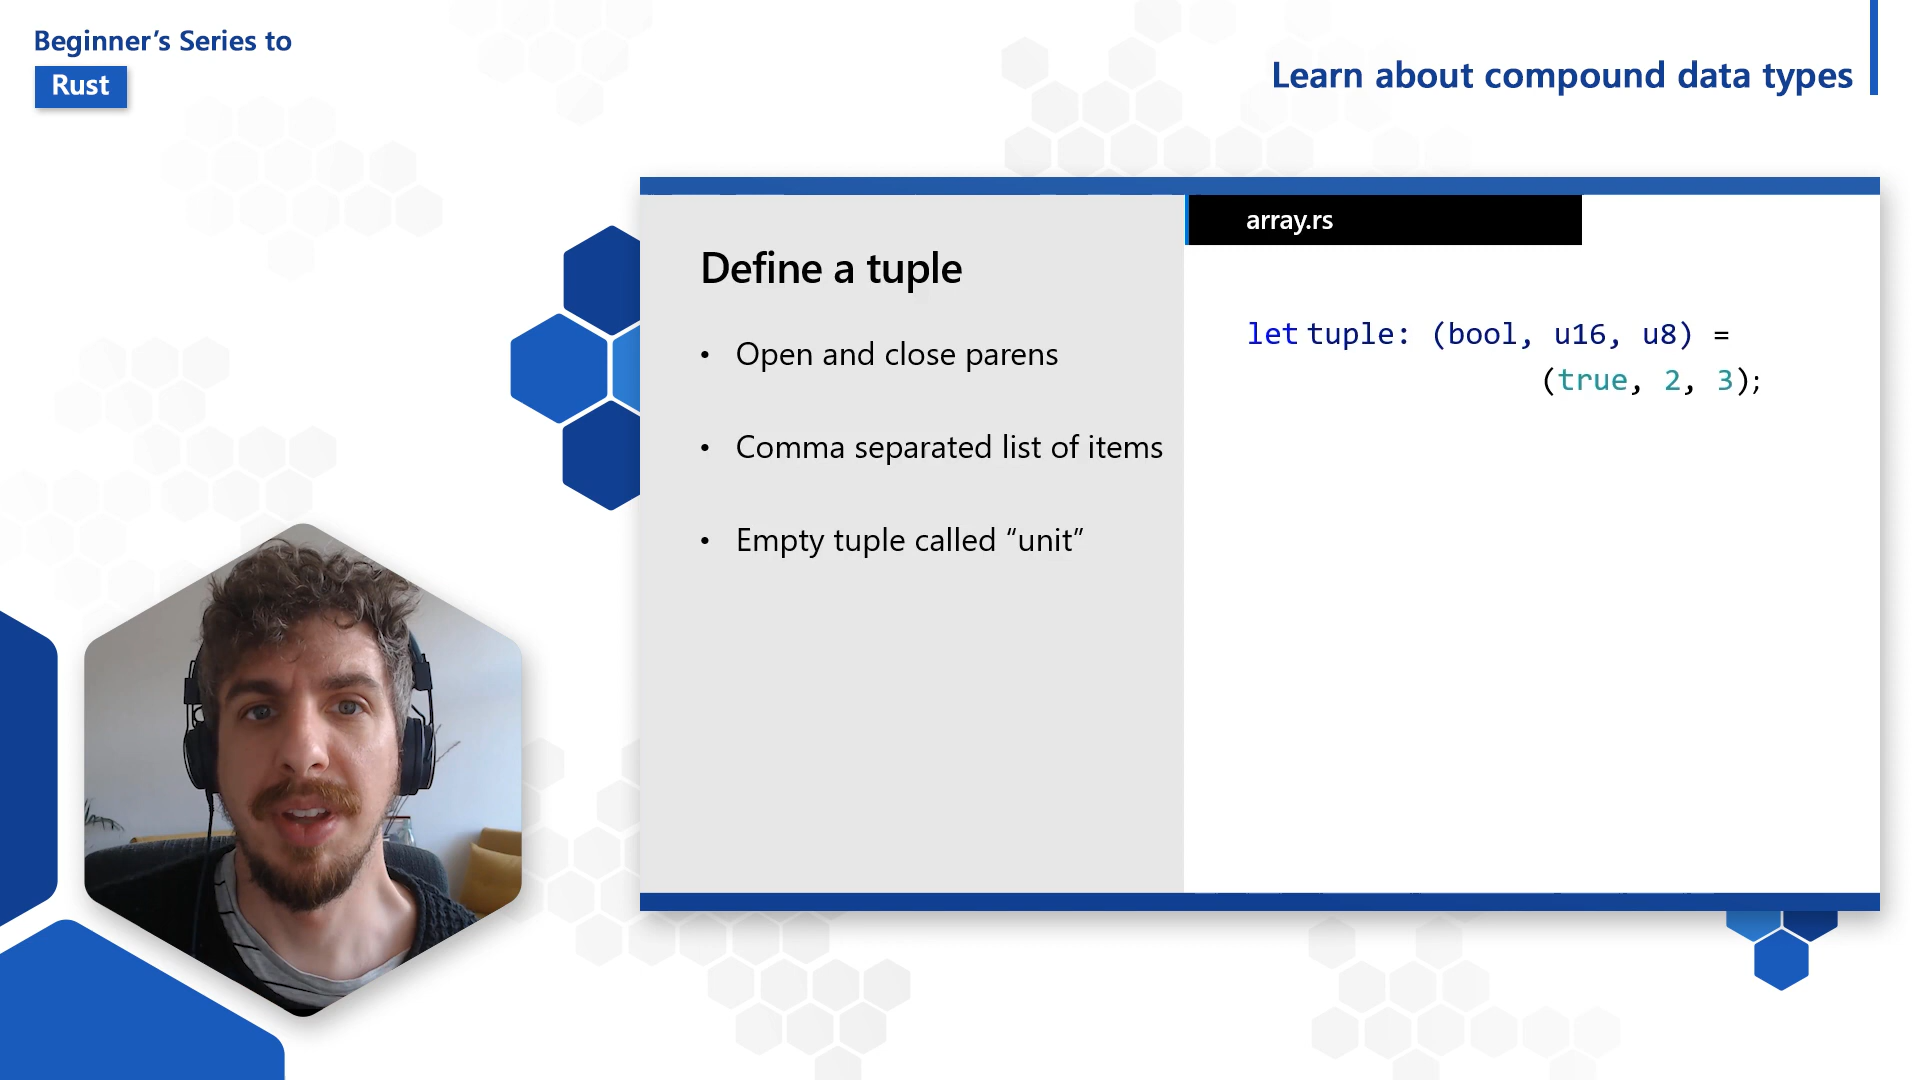 Beginner’s Series to
Rust
Learn about compound data types
Define a tuple
• Open and close parens
• Comma separated list of items
• Empty tuple called “unit”
array.rs
let tuple: (bool, u16, u8) =
(true, 2, 3);